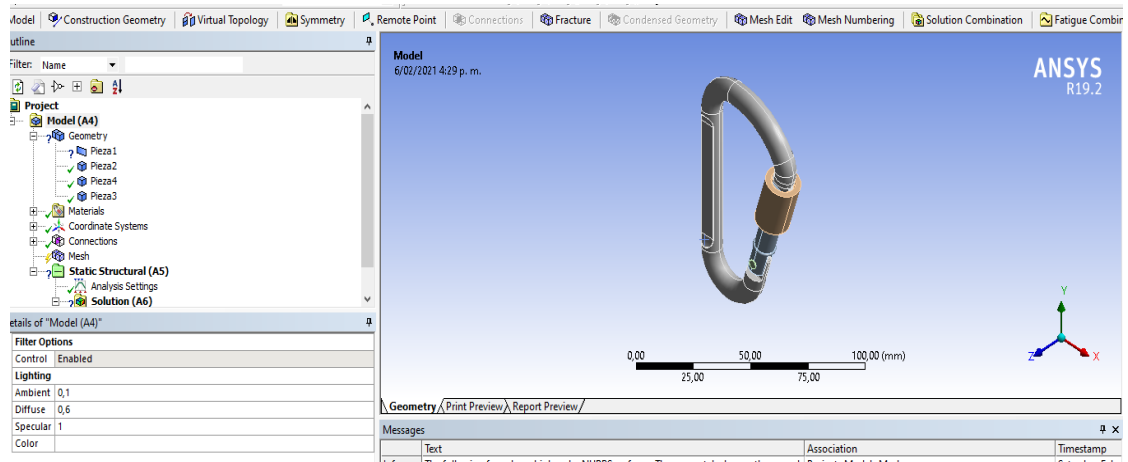 Model Construction Geometry Virtual Topology Symmetry Remote Point Connections Fracture Condensed Geometry Mesh Edit Mesh Numbering Solution Combination Fatigue Combin
utline
Filter: Name
Project
Model (A4)
Geometry
Pieza1
Pieza2
Pieza4
Pieza3
Materials
Coordinate Systems
Connections
Mesh
Static Structural (A5)
Analysis Settings
Solution (A6)
etails of "Model (A4)"
Filter Options
Control Enabled
Lighting
Ambient 0,1
Diffuse 0,6
Specular 1
Color
Model
6/02/2021 4:29 p. m.
ANSYS
R19.2
Y
Z X
0,00 50,00 100,00 (mm)
25,00 75,00
Geometry Print Preview Report Preview
Messages
Text Association Timestamp